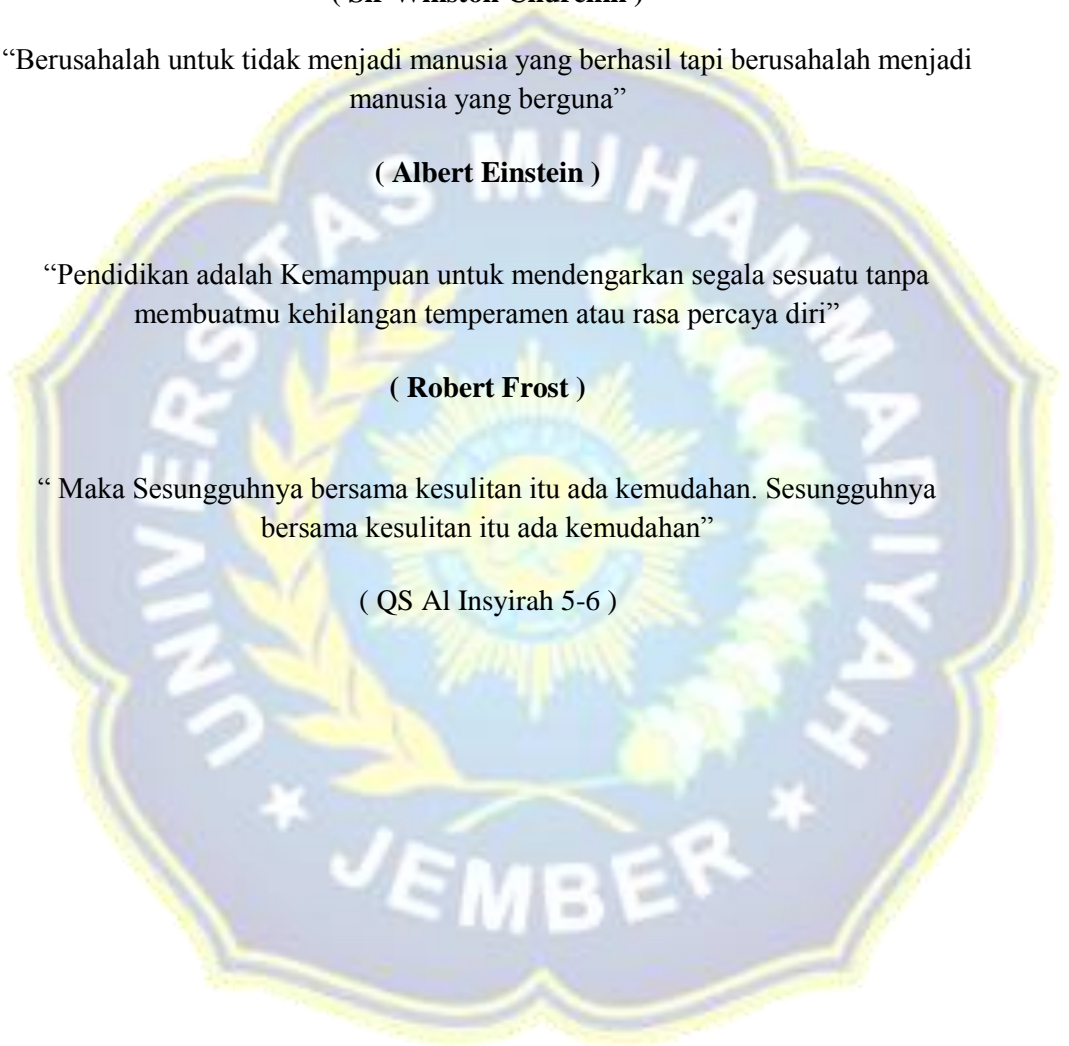 ( Sir Winston Churchill )
“Berusahalah untuk tidak menjadi manusia yang berhasil tapi berusahalah menjadi
manusia yang berguna”
( Albert Einstein )
“Pendidikan adalah Kemampuan untuk mendengarkan segala sesuatu tanpa
membuatmu kehilangan temperamen atau rasa percaya diri”
( Robert Frost )
“ Maka Sesungguhnya bersama kesulitan itu ada kemudahan. Sesungguhnya
bersama kesulitan itu ada kemudahan”
( QS Al Insyirah 5-6 )
UNIVERSITAS MUHAMMADIYAH
JEMBER